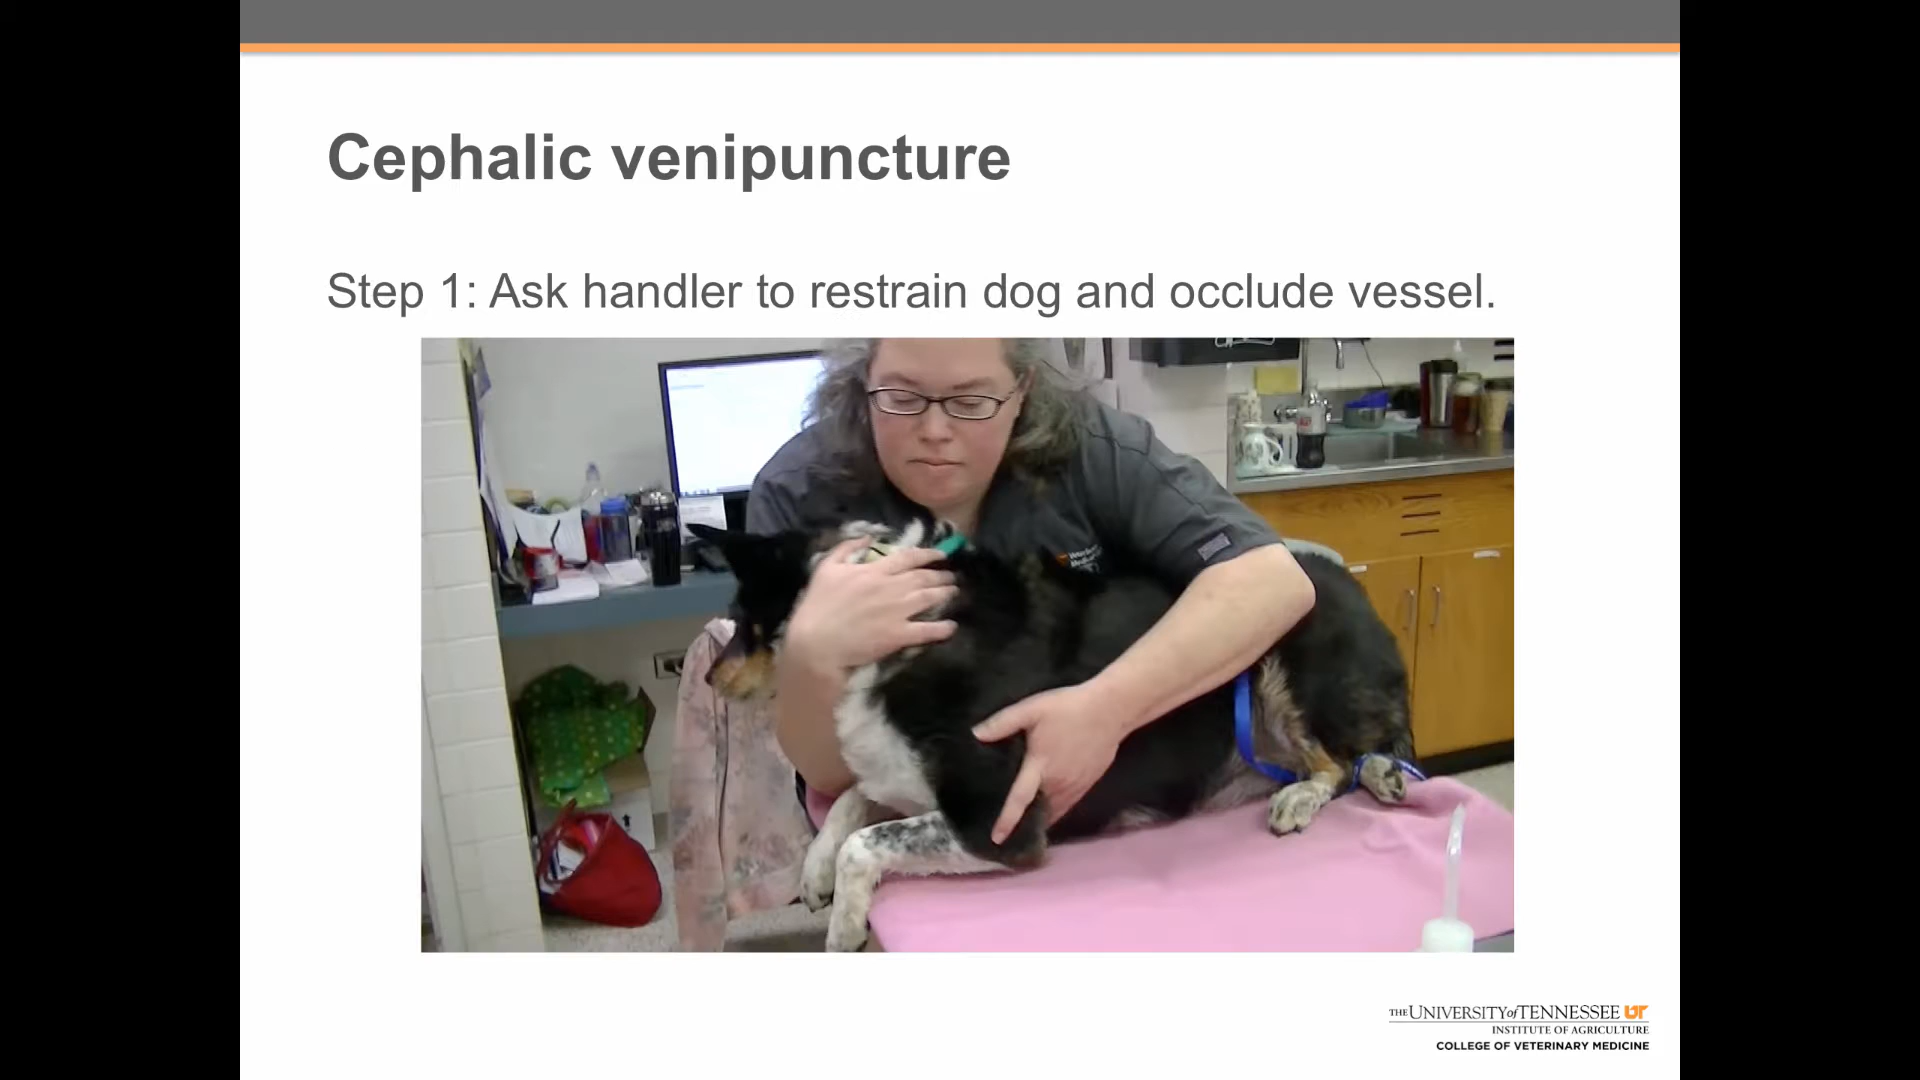 Cephalic venipuncture
Step 1: Ask handler to restrain dog and occlude vessel.
THE UNIVERSITY of TENNESSEE UT
INSTITUTE OF AGRICULTURE
COLLEGE OF VETERINARY MEDICINE